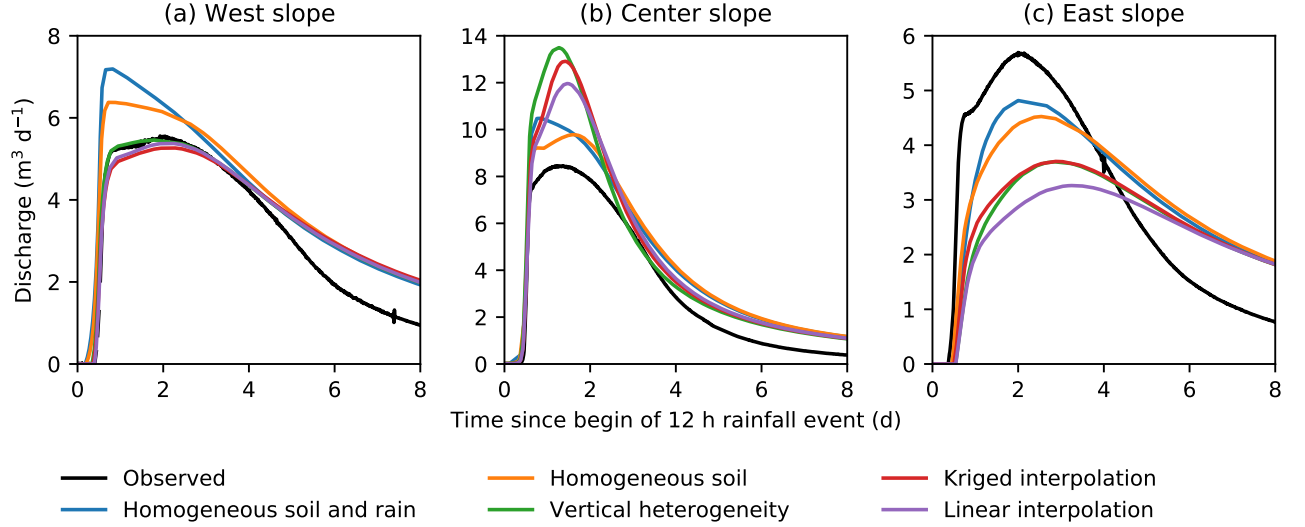 (a) West slope (b) Center slope (c) East slope
8 14 6
12 5
6 10 4
8
4 3
6
2 4 2
2 1
0 0 0
Discharge (m³ d⁻¹)
0 2 4 6 8 0 2 4 6 8 0 2 4 6 8
Time since begin of 12 h rainfall event (d)
Observed Homogeneous soil Kriged interpolation
Homogeneous soil and rain Vertical heterogeneity Linear interpolation